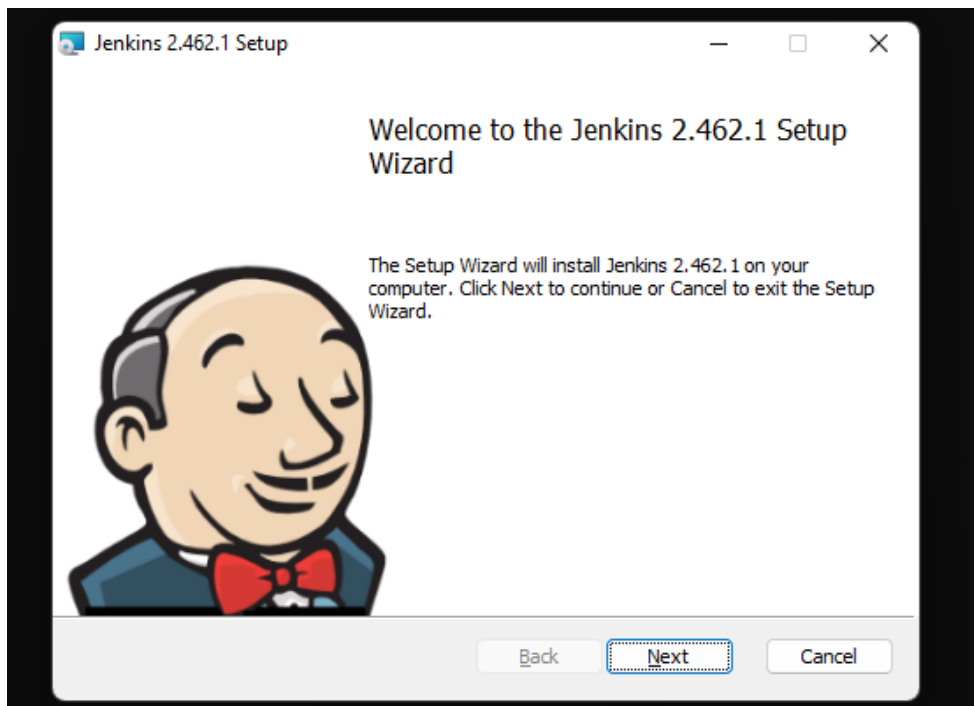 Jenkins 2.462.1 Setup
Welcome to the Jenkins 2.462.1 Setup
Wizard
The Setup Wizard will install Jenkins 2.462.1 on your
computer. Click Next to continue or Cancel to exit the Setup
Wizard.
Back Next Cancel